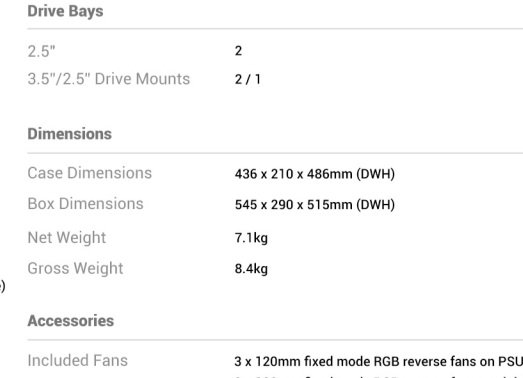 Drive Bays
2.5" 2
3.5"/2.5" Drive Mounts 2 / 1
Dimensions
Case Dimensions 436 x 210 x 486mm (DWH)
Box Dimensions 545 x 290 x 515mm (DWH)
Net Weight 7.1kg
Gross Weight 8.4kg
)
Accessories
Included Fans 3 x 120mm fixed mode RGB reverse fans on PSU